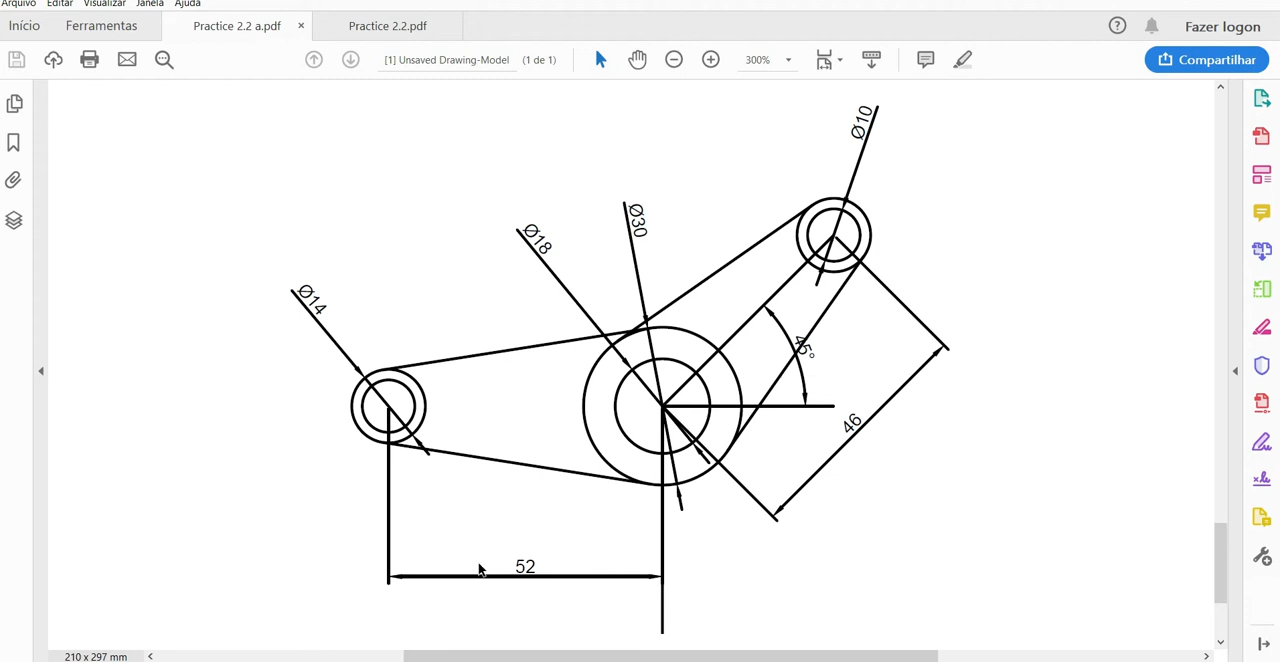 Arquivo Editar Visualizar Janela Ajuda
Início Ferramentas Practice 2.2 a.pdf × Practice 2.2.pdf Fazer logon
[1] Unsaved Drawing-Model (1 de 1) 300% Compartilhar
Ø10
Ø30
Ø18
Ø14
45°
46
52
210 x 297 mm